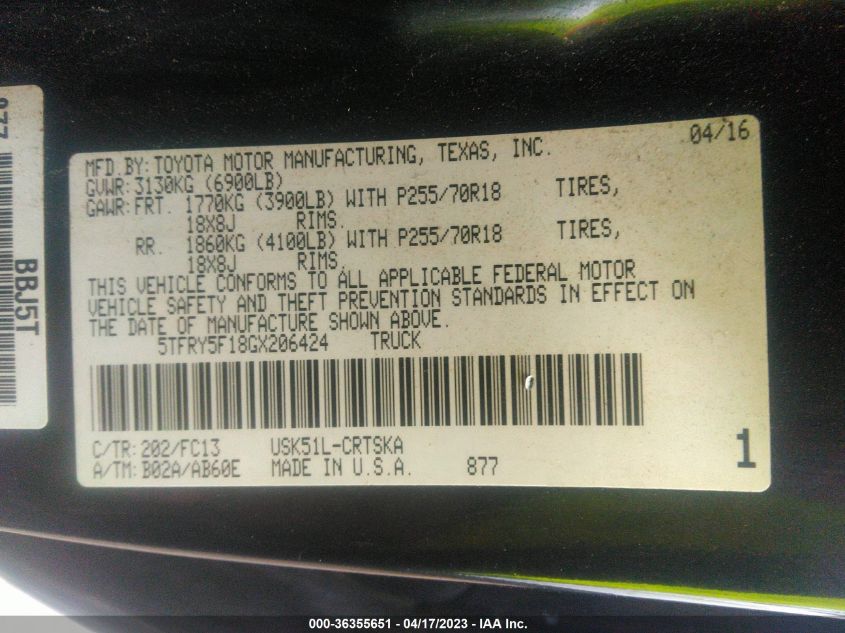 877
BBJ5T
04/16
MFD.BY:TOYOTA MOTOR MANUFACTURING, TEXAS, INC.
GVWR:3130KG (6900LB)
GAWR:FRT. 1770KG (3900LB) WITH P255/70R18 TIRES,
18X8J RIMS,
RR. 1860KG (4100LB) WITH P255/70R18 TIRES,
18X8J RIMS,
THIS VEHICLE CONFORMS TO ALL APPLICABLE FEDERAL MOTOR
VEHICLE SAFETY AND THEFT PREVENTION STANDARDS IN EFFECT ON
THE DATE OF MANUFACTURE SHOWN ABOVE.
5TFRY5F18GX206424 TRUCK
C/TR:202/FC13 USK51L-CRTSKA
A/TM:B02A/AB60E MADE IN U.S.A. 877
1
000-36355651 - 04/17/2023 - IAA Inc.